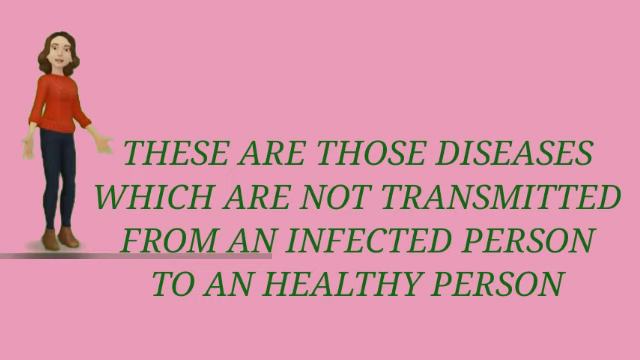 THESE ARE THOSE DISEASES
WHICH ARE NOT TRANSMITTED
FROM AN INFECTED PERSON
TO AN HEALTHY PERSON